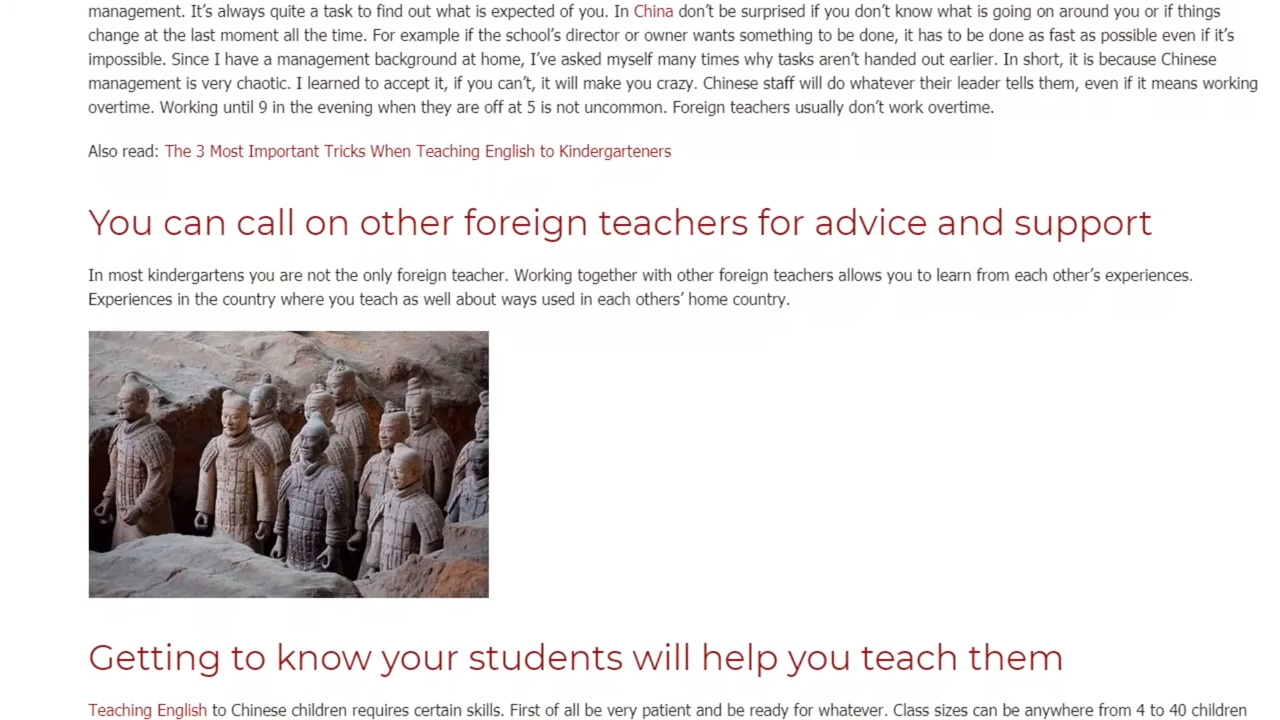 management. It’s always quite a task to find out what is expected of you. In China don’t be surprised if you don’t know what is going on around you or if things
change at the last moment all the time. For example if the school’s director or owner wants something to be done, it has to be done as fast as possible even if it’s
impossible. Since I have a management background at home, I’ve asked myself many times why tasks aren’t handed out earlier. In short, it is because Chinese
management is very chaotic. I learned to accept it, if you can’t, it will make you crazy. Chinese staff will do whatever their leader tells them, even if it means working
overtime. Working until 9 in the evening when they are off at 5 is not uncommon. Foreign teachers usually don’t work overtime.
Also read: The 3 Most Important Tricks When Teaching English to Kindergarteners
You can call on other foreign teachers for advice and support
In most kindergartens you are not the only foreign teacher. Working together with other foreign teachers allows you to learn from each other’s experiences.
Experiences in the country where you teach as well about ways used in each others’ home country.
Getting to know your students will help you teach them
Teaching English to Chinese children requires certain skills. First of all be very patient and be ready for whatever. Class sizes can be anywhere from 4 to 40 children